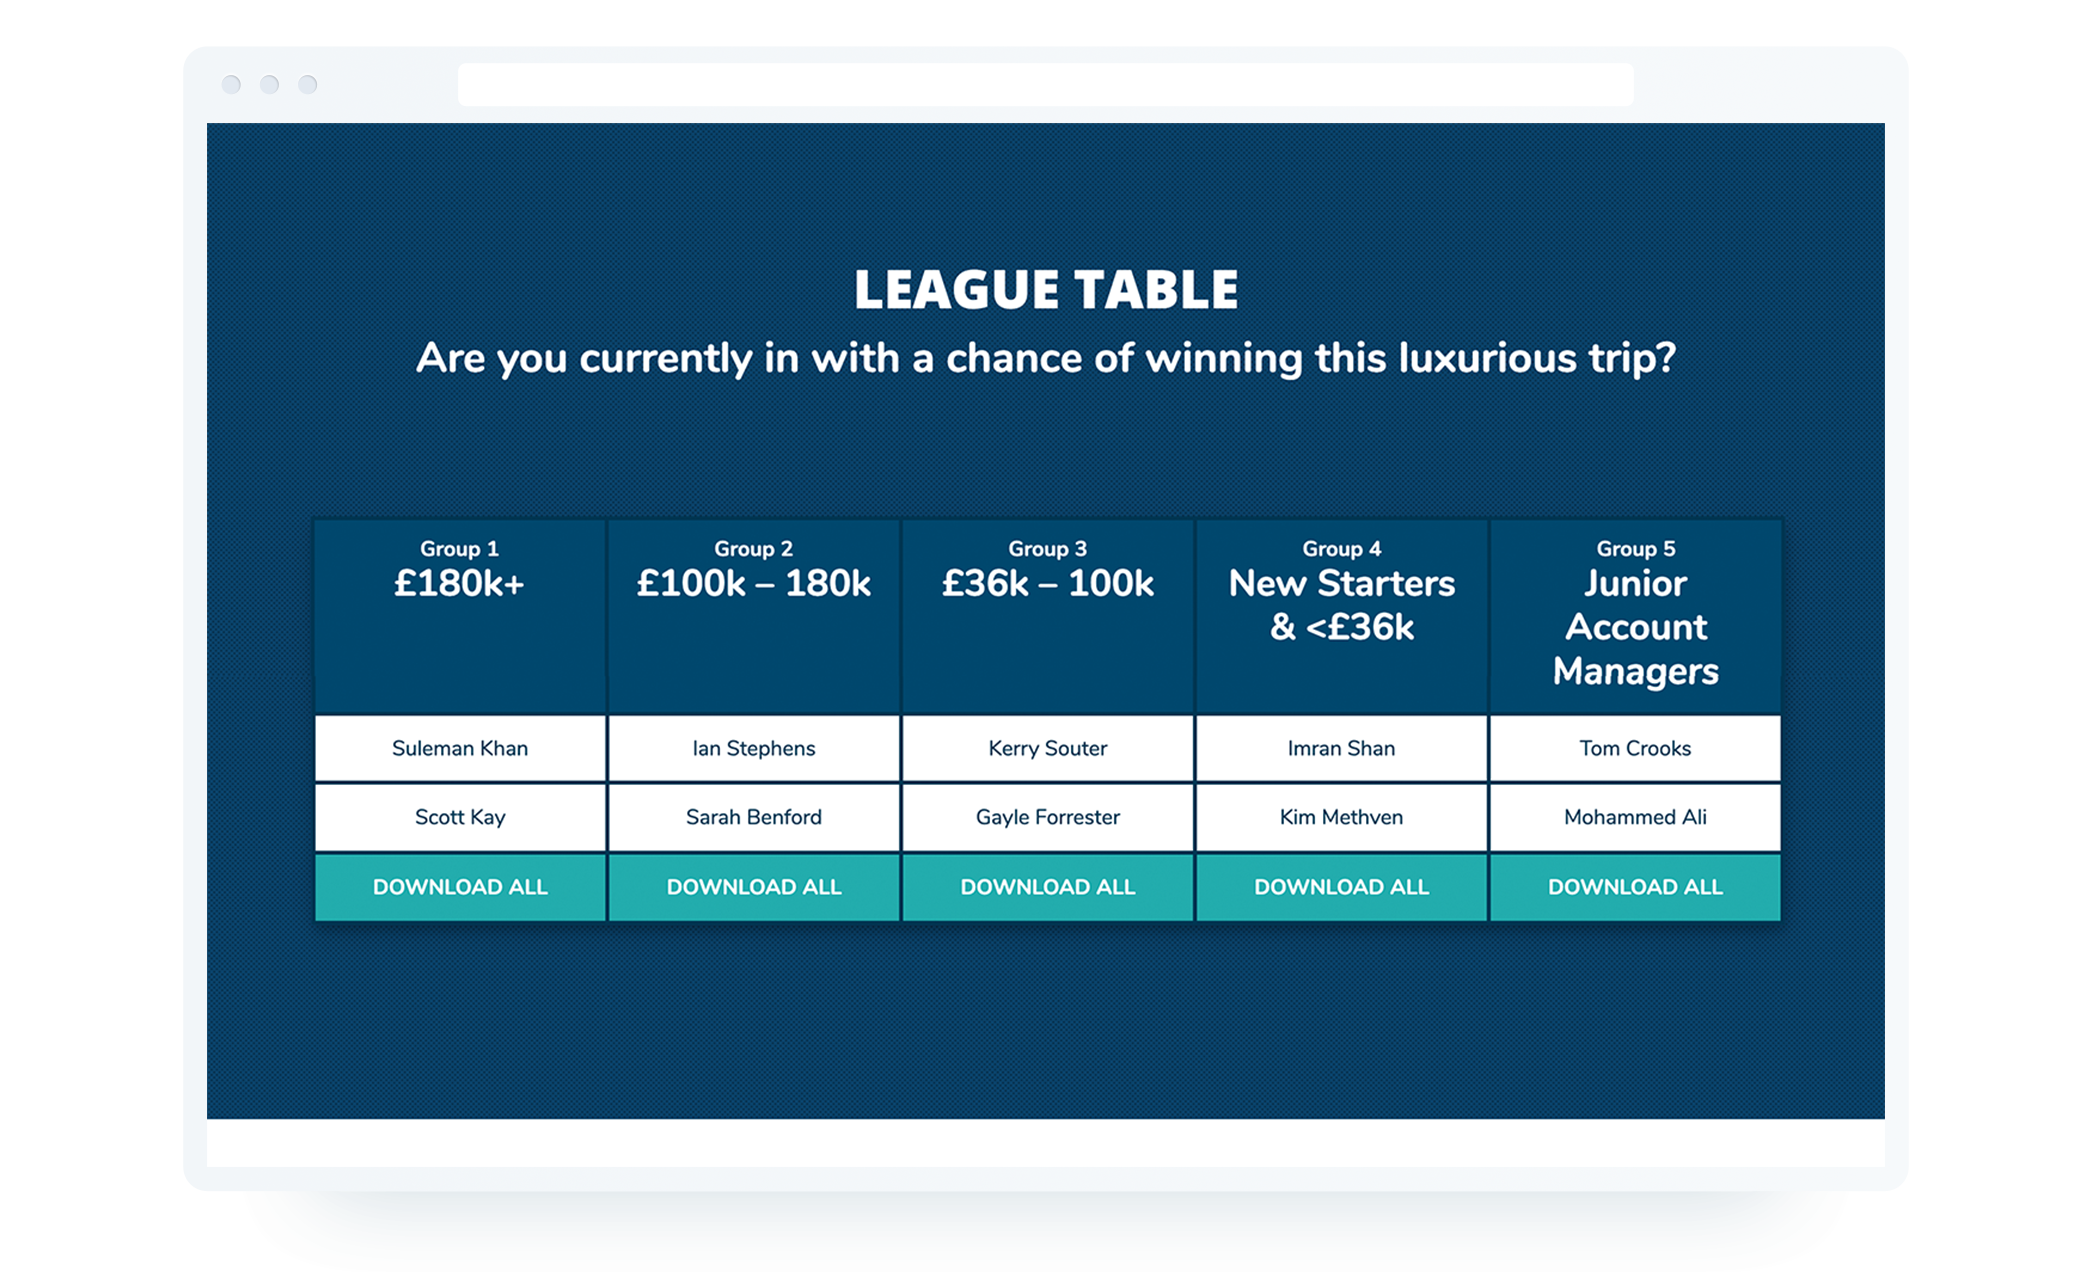 LEAGUE TABLE
Are you currently in with a chance of winning this luxurious trip?
Group 1
£180k+
Group 2
£100k – 180k
Group 3
£36k – 100k
Group 4
New Starters
& <£36k
Group 5
Junior
Account
Managers
Suleman Khan
Ian Stephens
Kerry Souter
Imran Shan
Tom Crooks
Scott Kay
Sarah Benford
Gayle Forrester
Kim Methven
Mohammed Ali
DOWNLOAD ALL
DOWNLOAD ALL
DOWNLOAD ALL
DOWNLOAD ALL
DOWNLOAD ALL